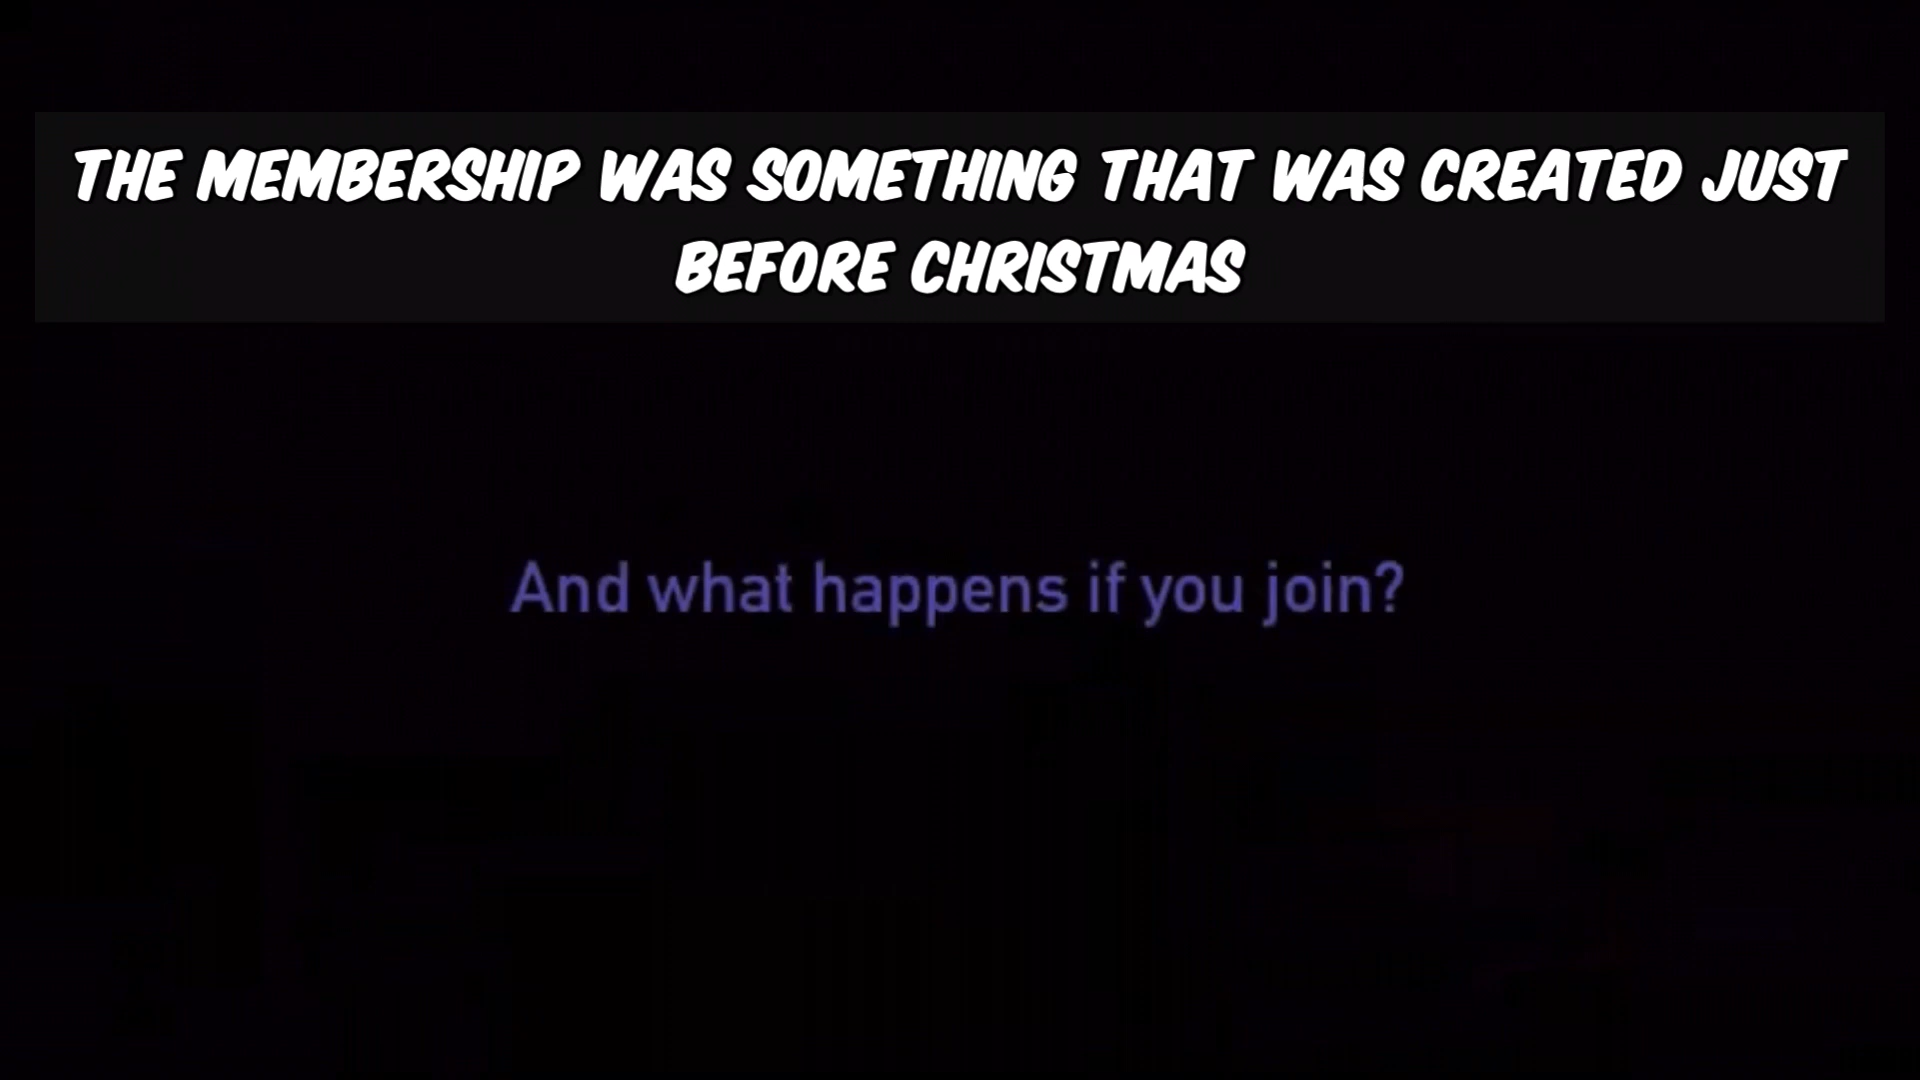 THE MEMBERSHIP WAS SOMETHING THAT WAS CREATED JUST
BEFORE CHRISTMAS
And what happens if you join?